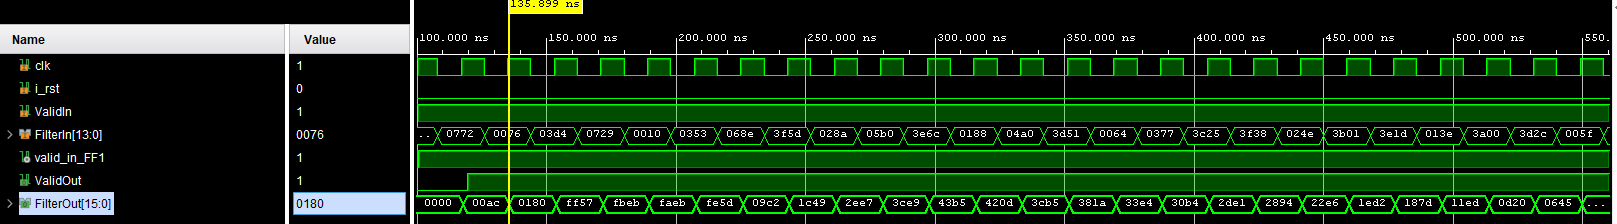 135.899 ns
Name Value
100.000 ns 150.000 ns 200.000 ns 250.000 ns 300.000 ns 350.000 ns 400.000 ns 450.000 ns 500.000 ns 550.
clk 1
i_rst 0
ValidIn 1
FilterIn[13:0] 0076 .. 0772 0076 03d4 0729 0010 0353 068e 3f5d 028a 05b0 3e6c 0188 04a0 3d51 0064 0377 3c25 3f38 024e 3b01 3e1d 013e 3a00 3d2c 005f
valid_in_FF1 1
ValidOut 1
FilterOut[15:0] 0180 0000 00ac 0180 ff57 fbeb faeb fe5d 09c2 1c49 2ee7 3ce9 43b5 420d 3cb5 381a 33e4 30b4 2de1 2894 22e6 1ed2 187d 11ed 0d20 0645 ...